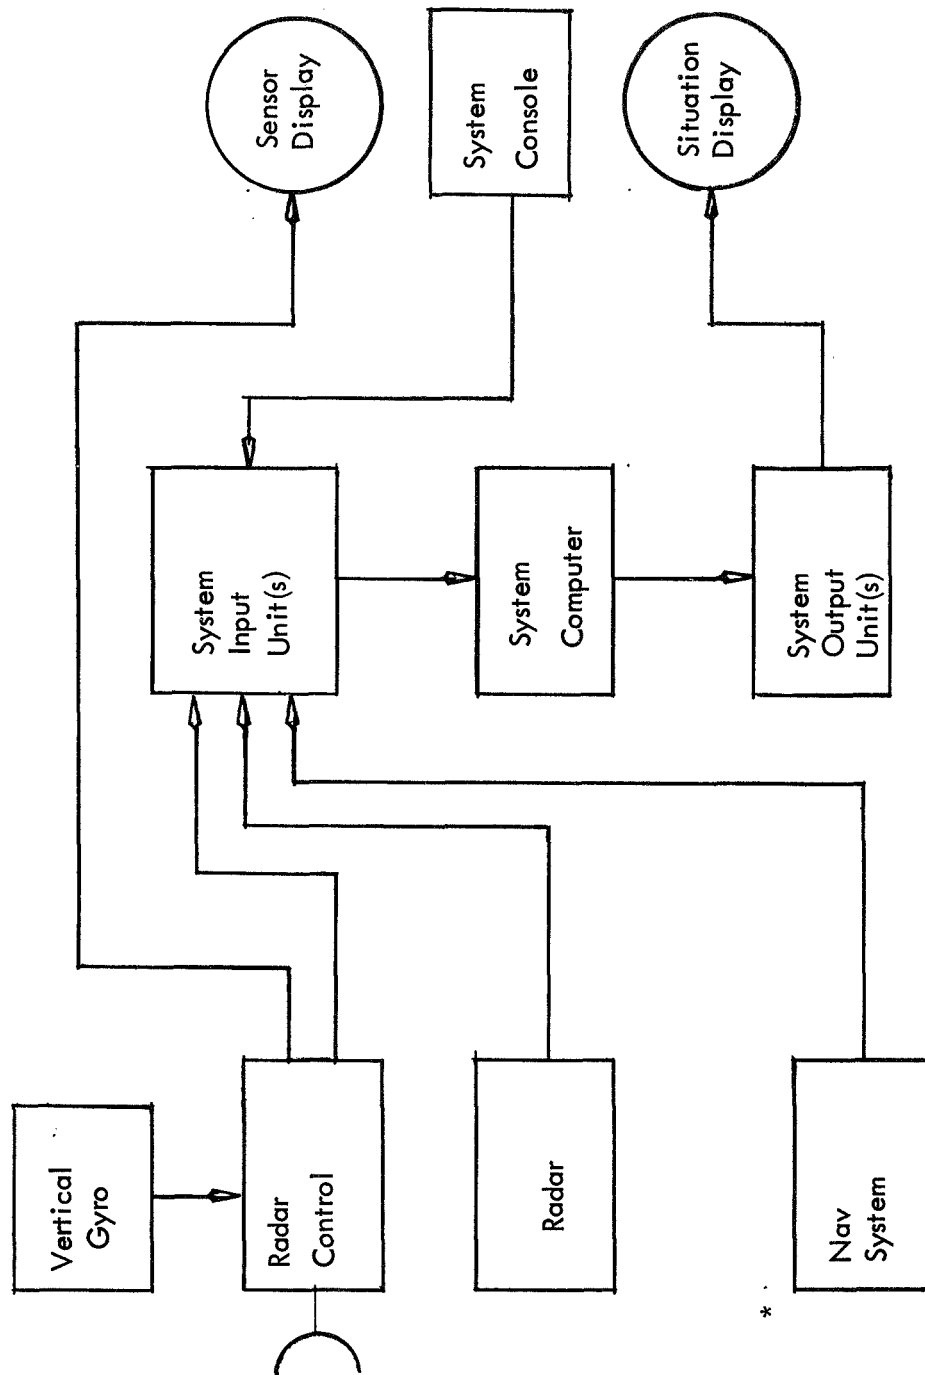 Vertical
Gyro
Radar
Control
Radar
*
Nav
System
System
Input
Unit(s)
System
Computer
System
Output
Unit(s)
Sensor
Display
System
Console
Situation
Display